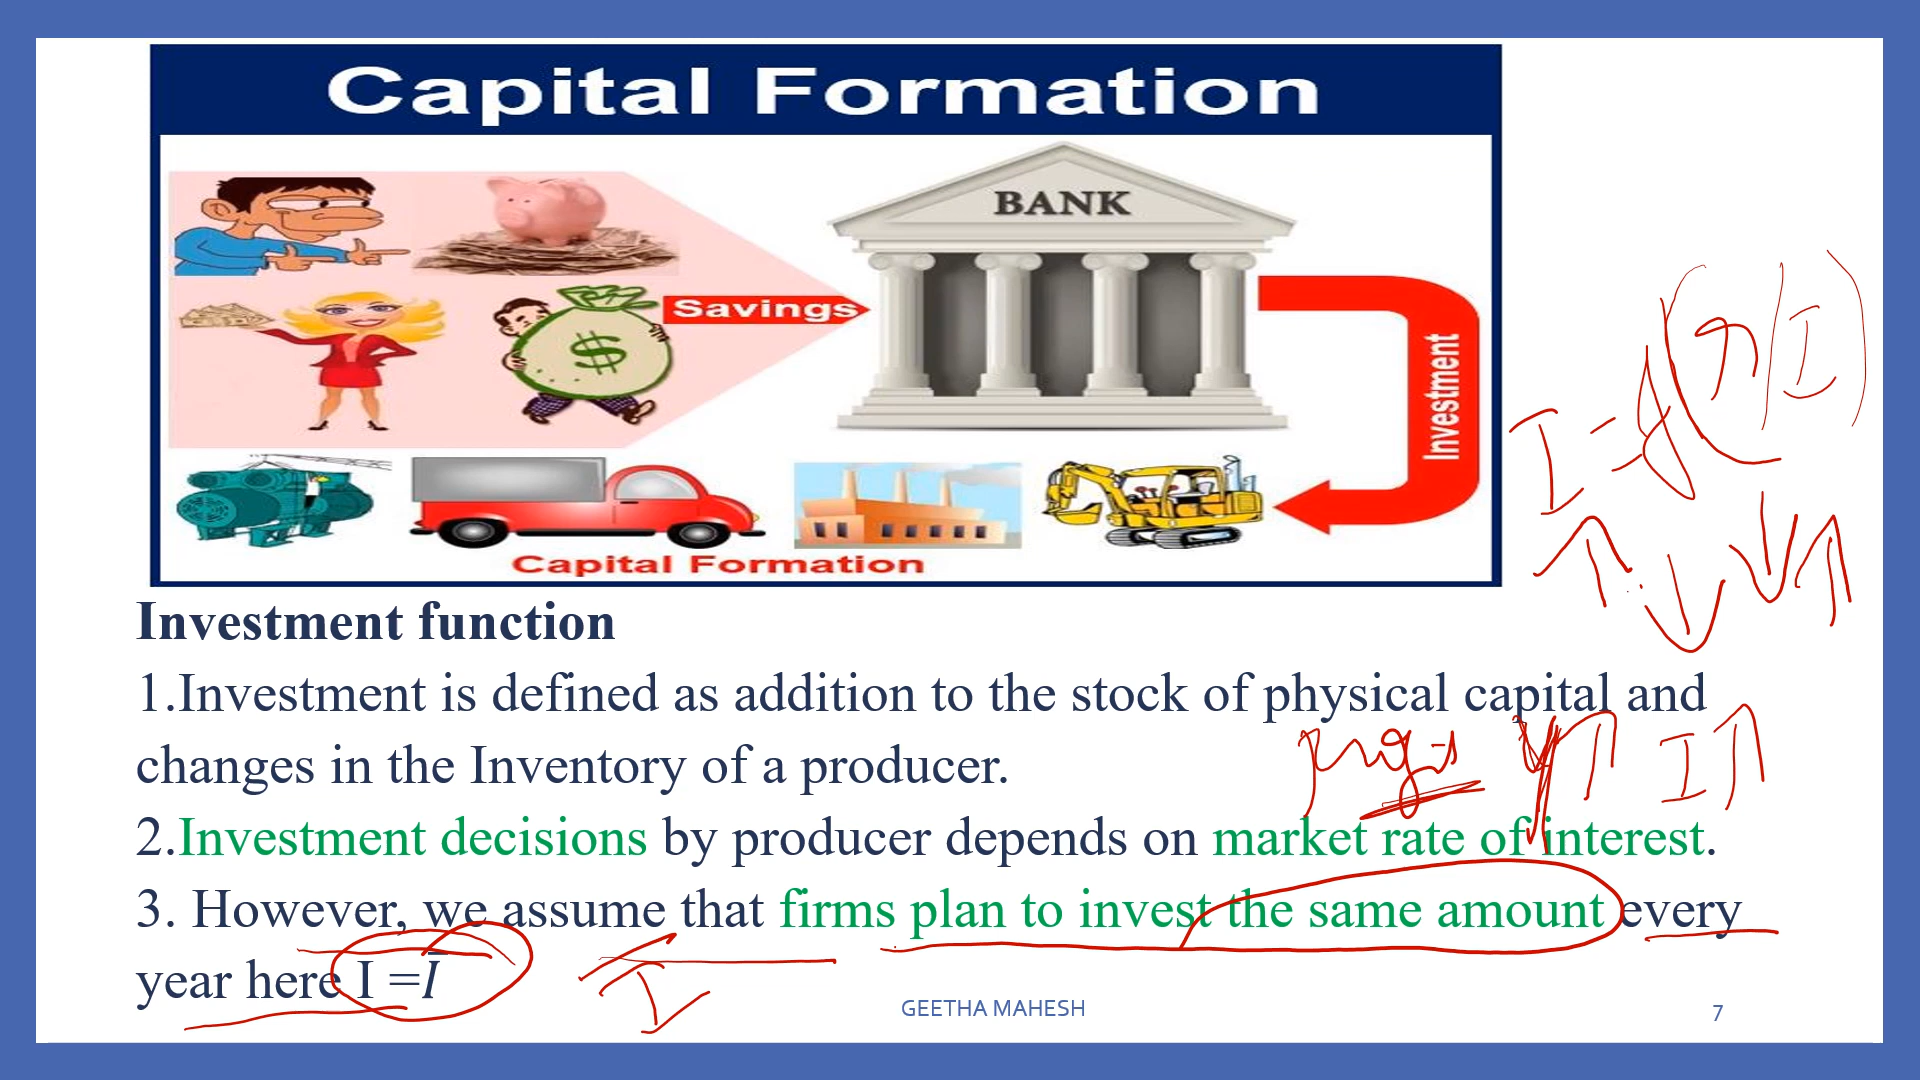 Capital Formation
BANK
Savings
$
Investment
Capital Formation
Investment function
1.Investment is defined as addition to the stock of physical capital and
changes in the Inventory of a producer.
2.Investment decisions by producer depends on market rate of interest.
3. However, we assume that firms plan to invest the same amount every
year here I =Ī
I
GEETHA MAHESH
7